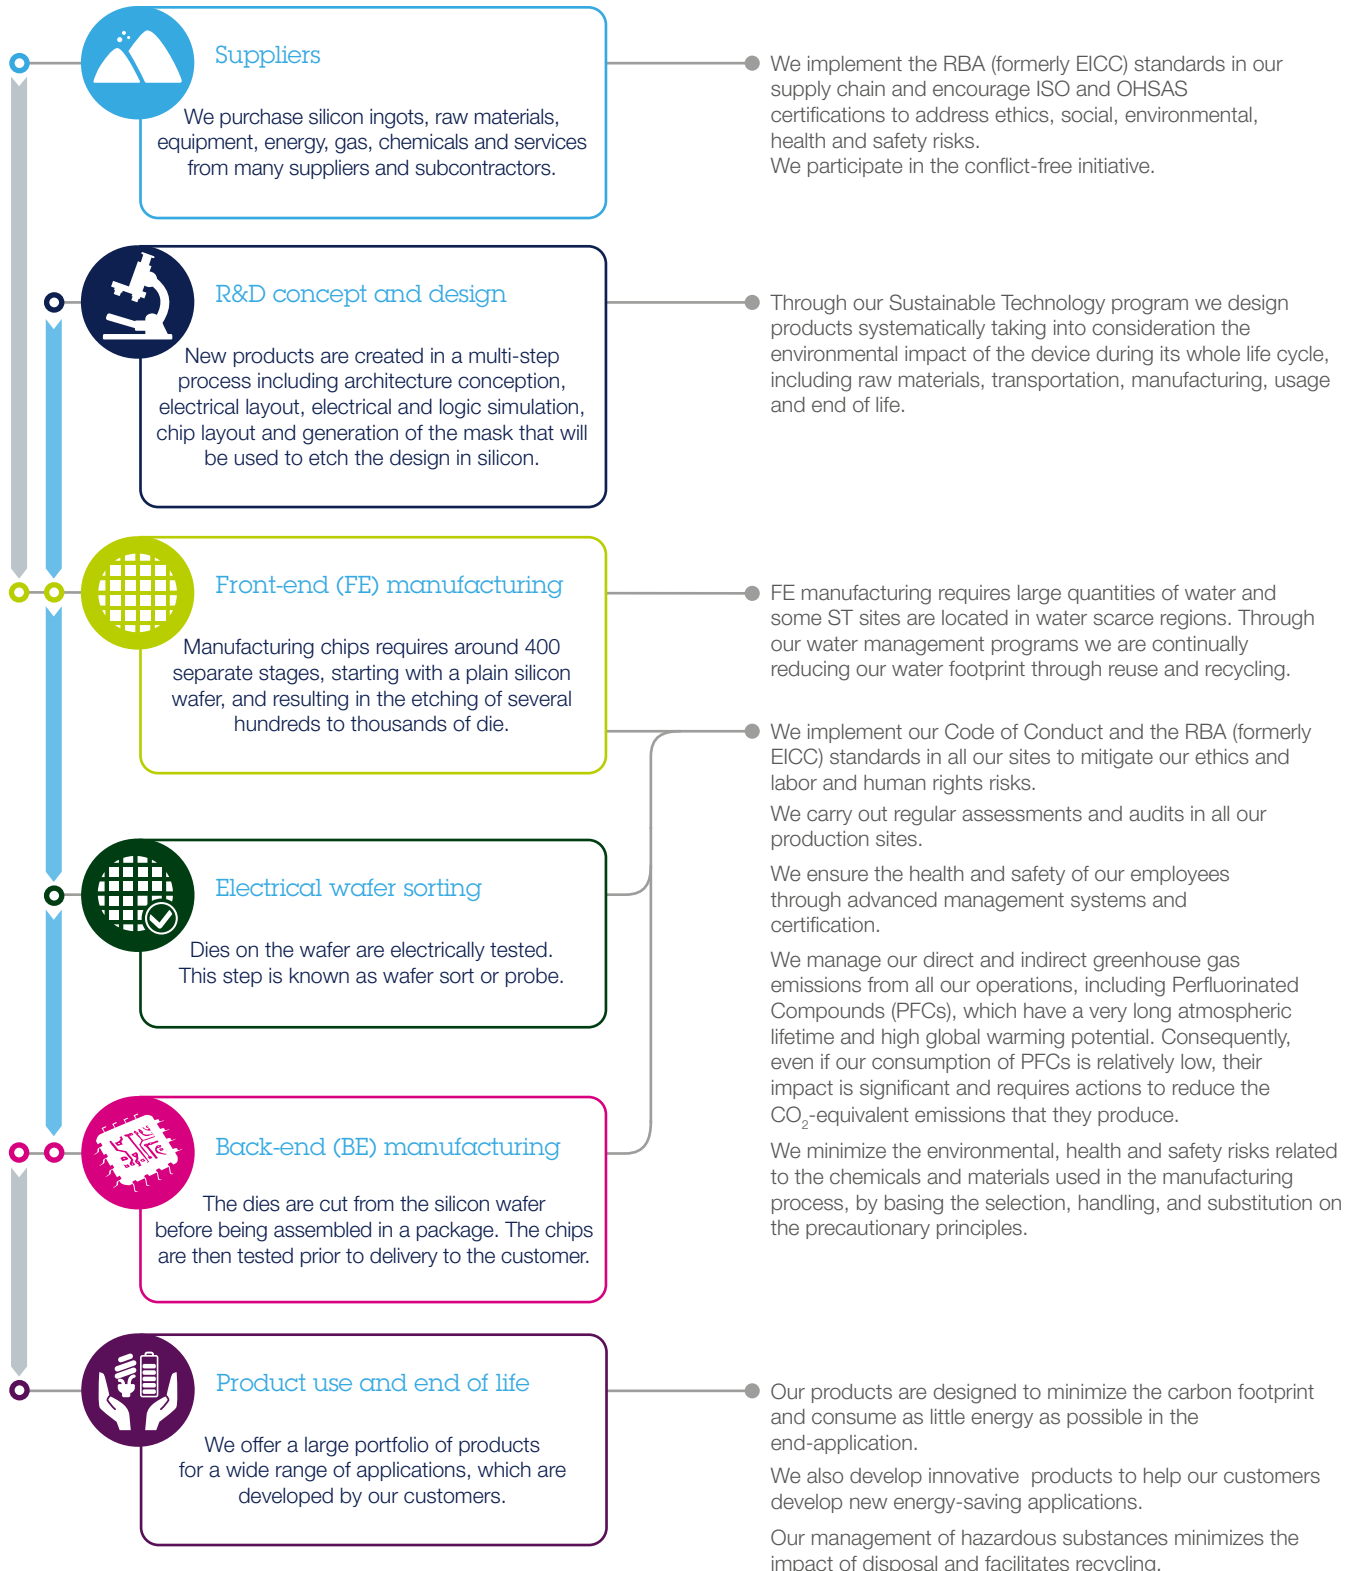 Suppliers
We purchase silicon ingots, raw materials,
equipment, energy, gas, chemicals and services
from many suppliers and subcontractors.
We implement the RBA (formerly EICC) standards in our
supply chain and encourage ISO and OHSAS
certifications to address ethics, social, environmental,
health and safety risks.
We participate in the conflict-free initiative.
R&D concept and design
New products are created in a multi-step
process including architecture conception,
electrical layout, electrical and logic simulation,
chip layout and generation of the mask that will
be used to etch the design in silicon.
Through our Sustainable Technology program we design
products systematically taking into consideration the
environmental impact of the device during its whole life cycle,
including raw materials, transportation, manufacturing, usage
and end of life.
Front-end (FE) manufacturing
Manufacturing chips requires around 400
separate stages, starting with a plain silicon
wafer, and resulting in the etching of several
hundreds to thousands of die.
FE manufacturing requires large quantities of water and
some ST sites are located in water scarce regions. Through
our water management programs we are continually
reducing our water footprint through reuse and recycling.
Electrical wafer sorting
Dies on the wafer are electrically tested.
This step is known as wafer sort or probe.
Back-end (BE) manufacturing
The dies are cut from the silicon wafer
before being assembled in a package. The chips
are then tested prior to delivery to the customer.
We implement our Code of Conduct and the RBA (formerly
EICC) standards in all our sites to mitigate our ethics and
labor and human rights risks.
We carry out regular assessments and audits in all our
production sites.
We ensure the health and safety of our employees
through advanced management systems and
certification.
We manage our direct and indirect greenhouse gas
emissions from all our operations, including Perfluorinated
Compounds (PFCs), which have a very long atmospheric
lifetime and high global warming potential. Consequently,
even if our consumption of PFCs is relatively low, their
impact is significant and requires actions to reduce the
CO₂-equivalent emissions that they produce.
We minimize the environmental, health and safety risks related
to the chemicals and materials used in the manufacturing
process, by basing the selection, handling, and substitution on
the precautionary principles.
Product use and end of life
We offer a large portfolio of products
for a wide range of applications, which are
developed by our customers.
Our products are designed to minimize the carbon footprint
and consume as little energy as possible in the
end-application.
We also develop innovative products to help our customers
develop new energy-saving applications.
Our management of hazardous substances minimizes the
impact of disposal and facilitates recycling.